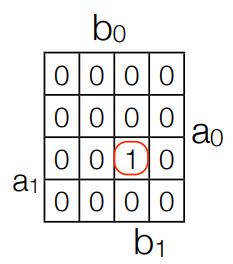 b₀
0 0 0 0
0 0 0 0
a₀
0 0 1 0
a₁
0 0 0 0
b₁